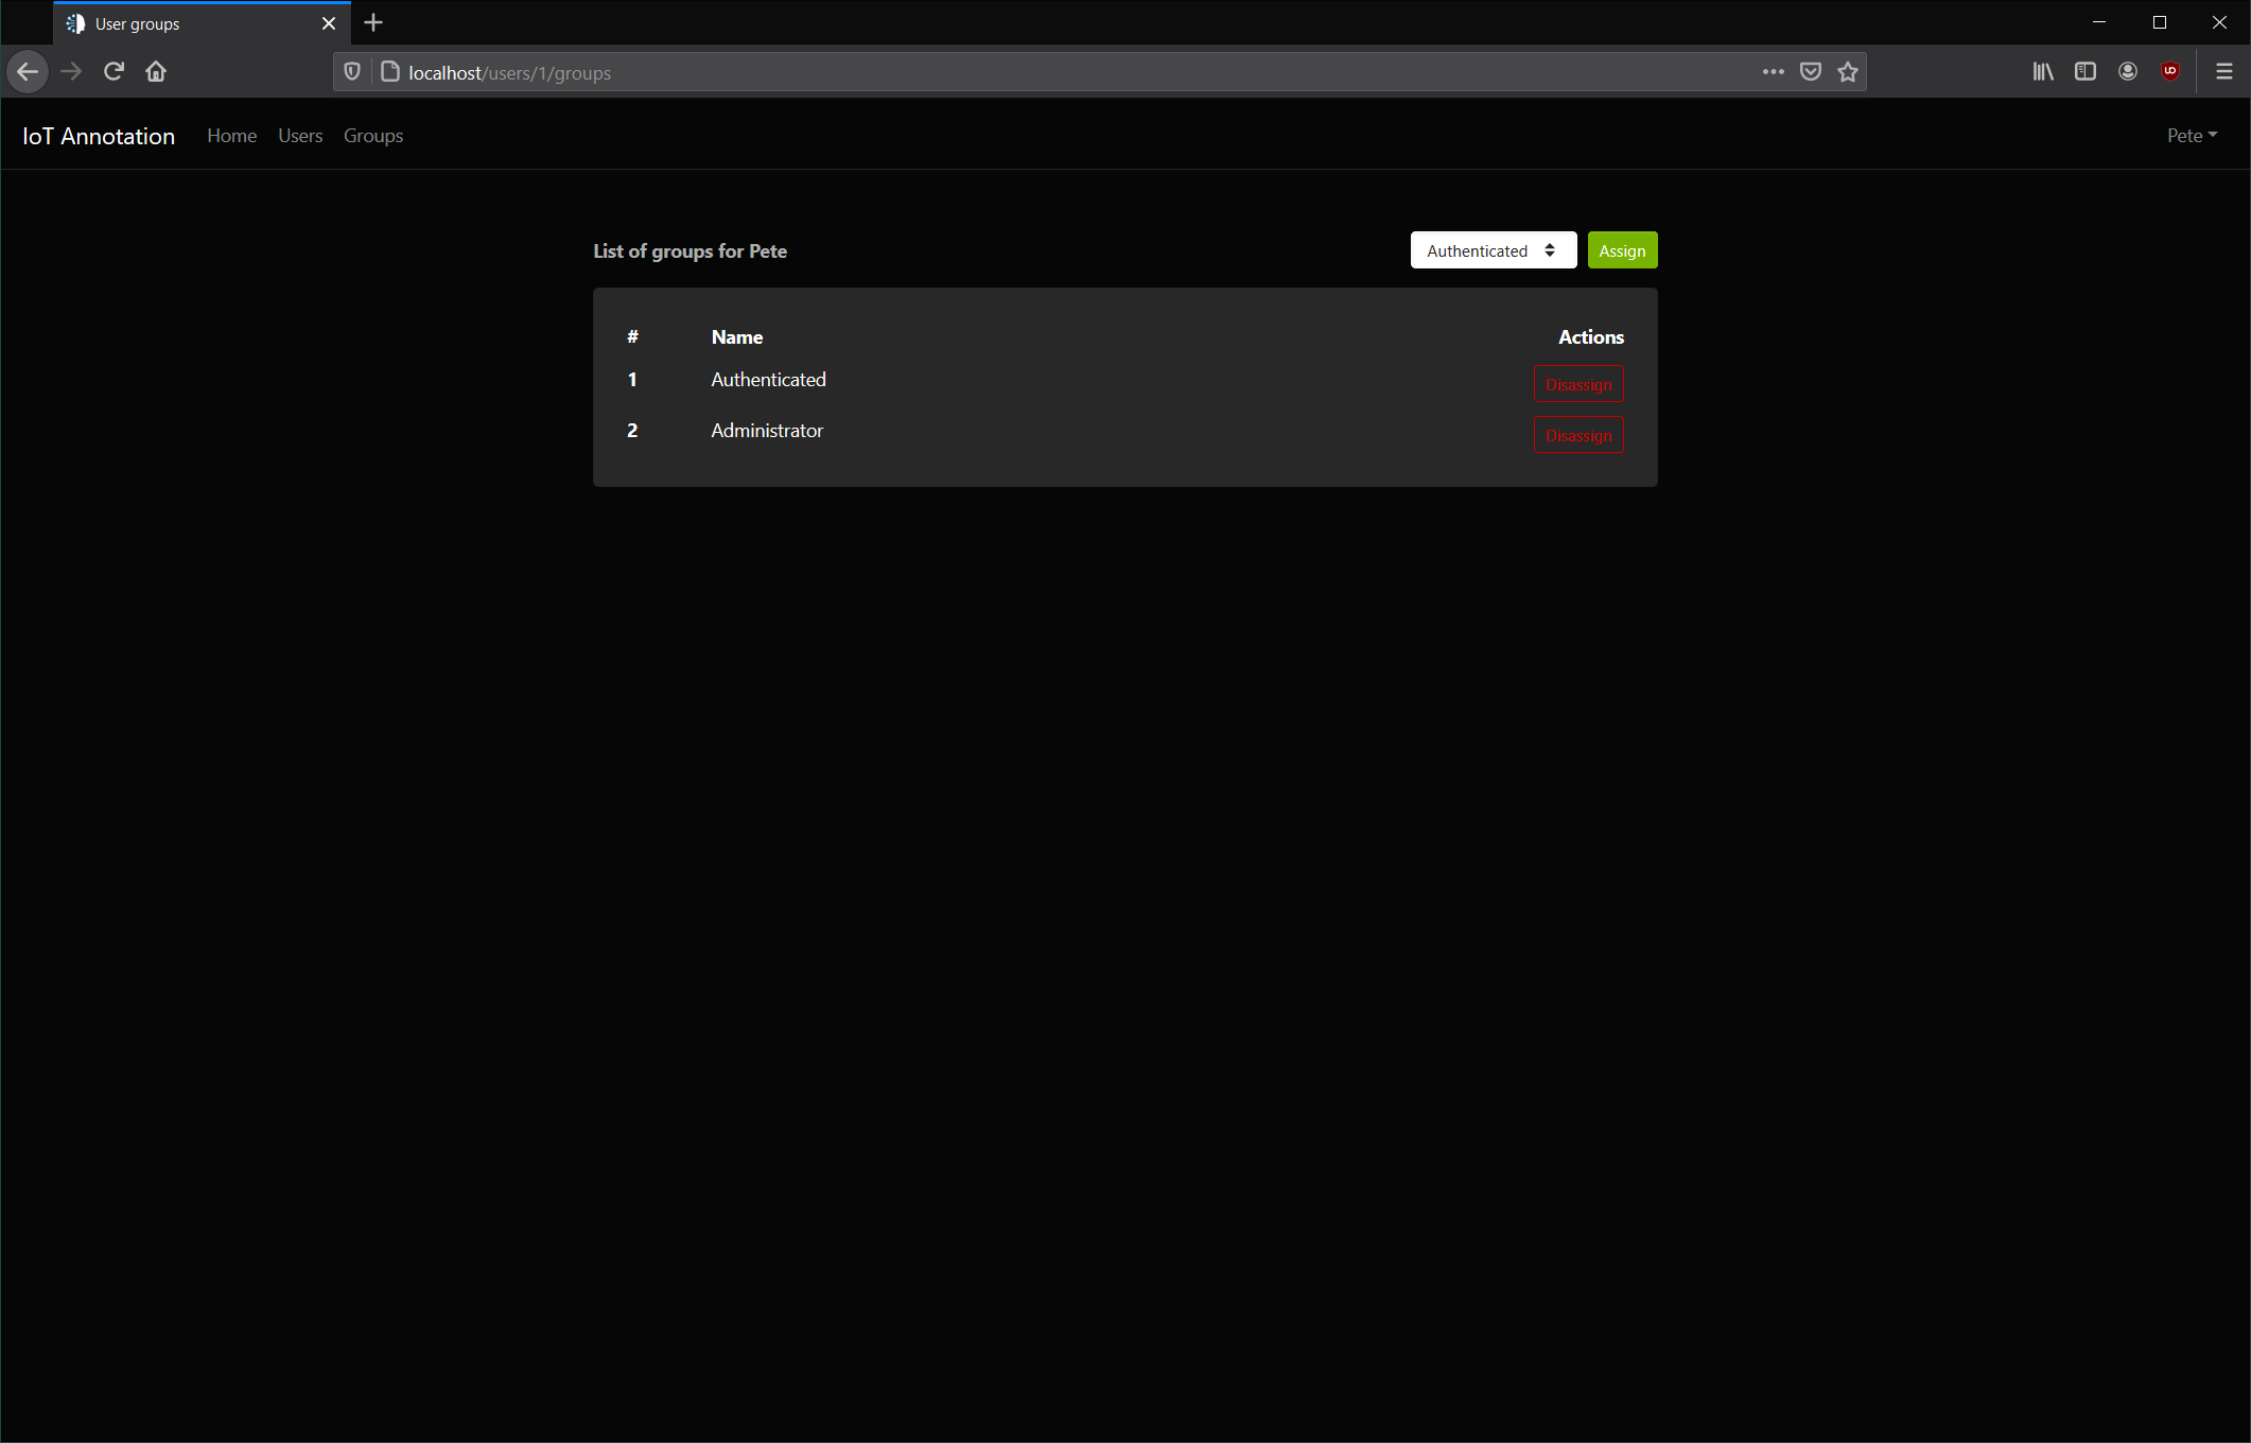 User groups
localhost/users/1/groups
IoT Annotation Home Users Groups Pete
List of groups for Pete Authenticated Assign
# Name Actions
1 Authenticated Disassign
2 Administrator Disassign